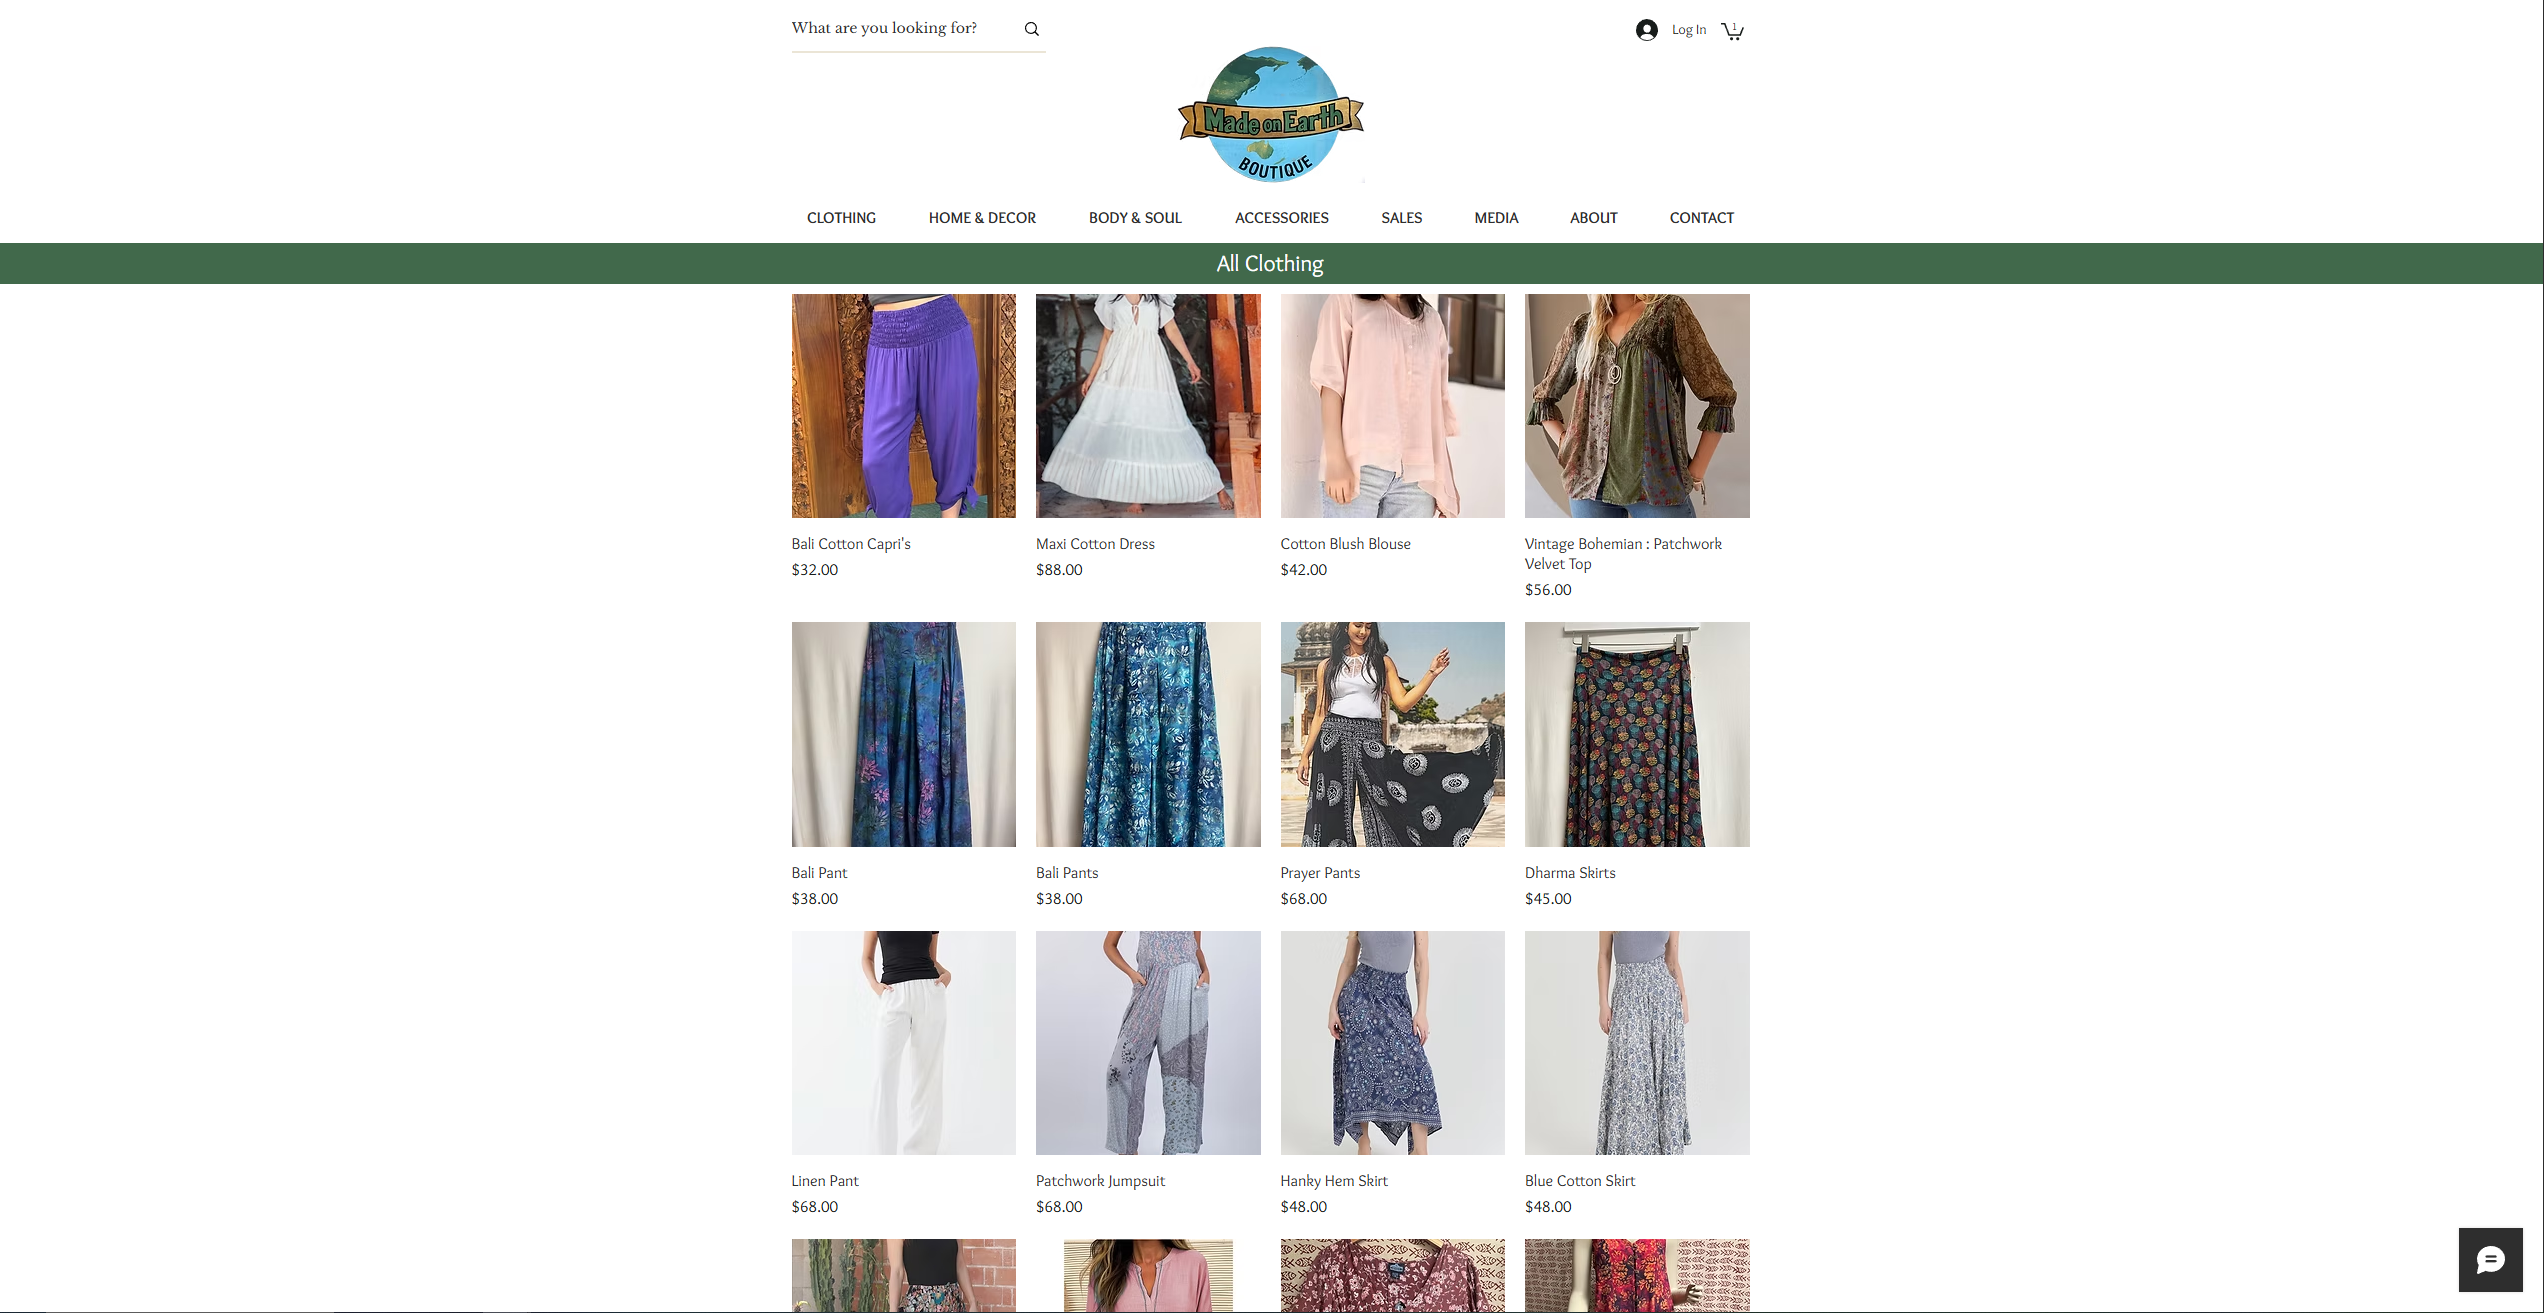 What are you looking for?
Log In
1
Made on Earth
BOUTIQUE
CLOTHING HOME & DECOR BODY & SOUL ACCESSORIES SALES MEDIA ABOUT CONTACT
All Clothing
Bali Cotton Capri's
$32.00
Maxi Cotton Dress
$88.00
Cotton Blush Blouse
$42.00
Vintage Bohemian : Patchwork
Velvet Top
$56.00
Bali Pant
$38.00
Bali Pants
$38.00
Prayer Pants
$68.00
Dharma Skirts
$45.00
Linen Pant
$68.00
Patchwork Jumpsuit
$68.00
Hanky Hem Skirt
$48.00
Blue Cotton Skirt
$48.00